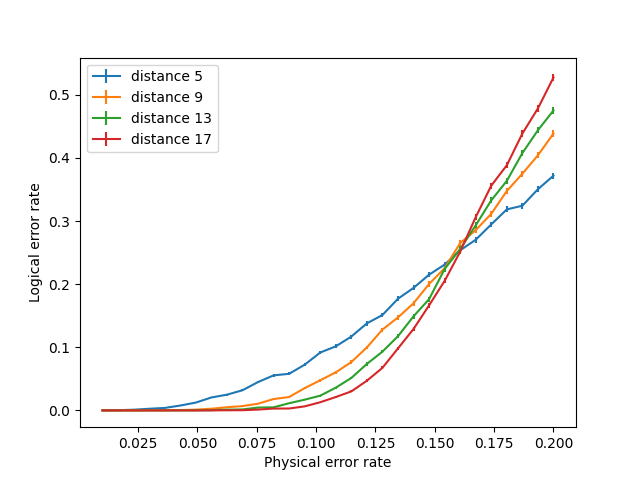 distance 5
distance 9
distance 13
distance 17
0.5
0.4
0.3
0.2
0.1
0.0
Logical error rate
0.025 0.050 0.075 0.100 0.125 0.150 0.175 0.200
Physical error rate